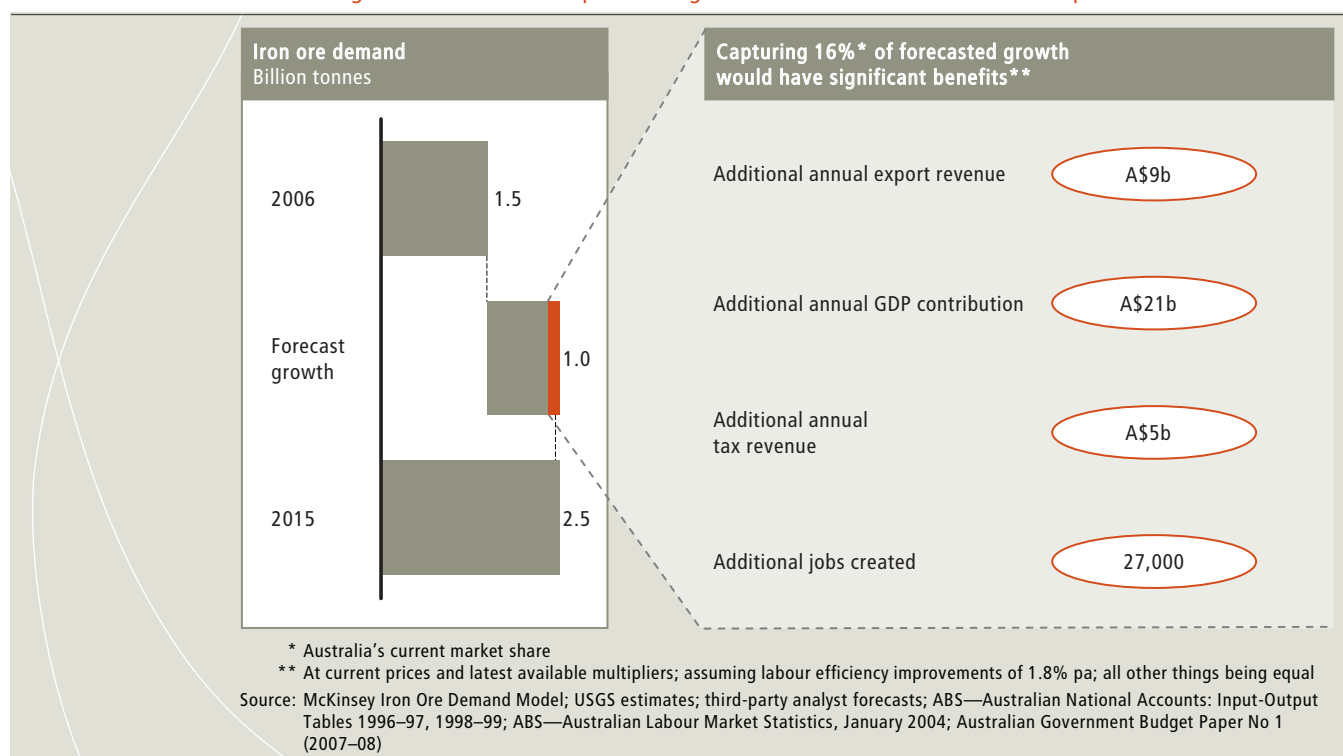 Iron ore demand
Billion tonnes
2006
1.5
Forecast
growth
1.0
2015
2.5
Capturing 16%* of forecasted growth
would have significant benefits**
Additional annual export revenue
A$9b
Additional annual GDP contribution
A$21b
Additional annual
tax revenue
A$5b
Additional jobs created
27,000
* Australia's current market share
** At current prices and latest available multipliers; assuming labour efficiency improvements of 1.8% pa; all other things being equal
Source: McKinsey Iron Ore Demand Model; USGS estimates; third-party analyst forecasts; ABS—Australian National Accounts: Input-Output
Tables 1996–97, 1998–99; ABS—Australian Labour Market Statistics, January 2004; Australian Government Budget Paper No 1
(2007–08)